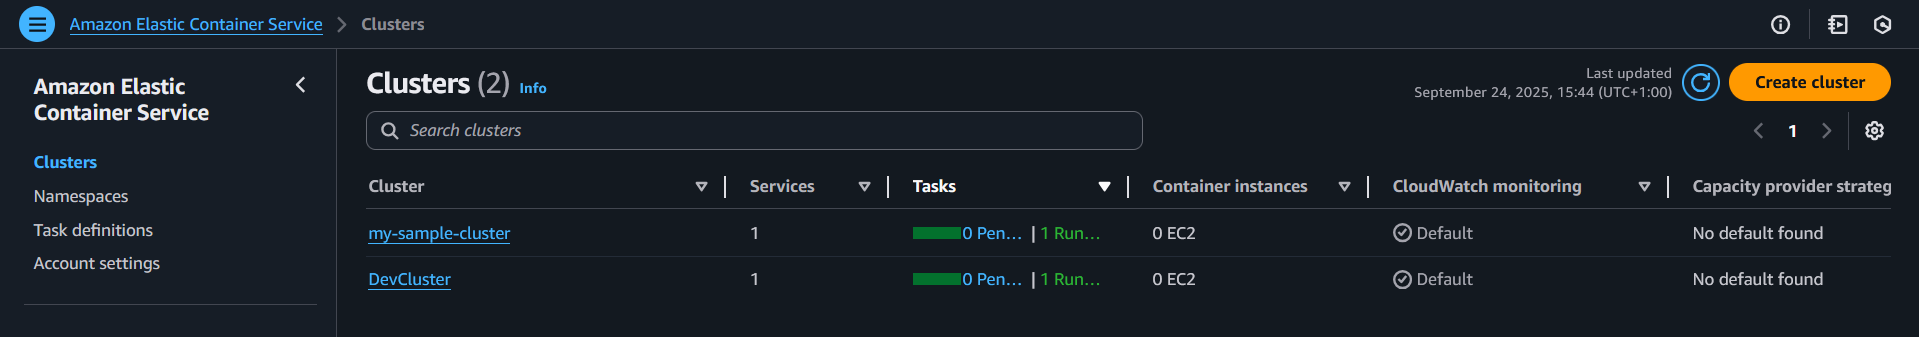 Amazon Elastic Container Service > Clusters
Amazon Elastic
Container Service
Clusters
Namespaces
Task definitions
Account settings
Clusters (2) Info
Last updated
September 24, 2025, 15:44 (UTC+1:00)
Create cluster
Search clusters
1
Cluster Services Tasks Container instances CloudWatch monitoring Capacity provider strateg
my-sample-cluster 1 0 Pen... | 1 Run... 0 EC2 Default No default found
DevCluster 1 0 Pen... | 1 Run... 0 EC2 Default No default found